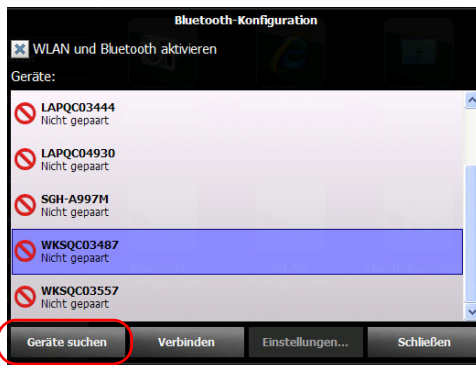 Bluetooth-Konfiguration
WLAN und Bluetooth aktivieren
Geräte:
LAPQC03444
Nicht gepaart
LAPQC04930
Nicht gepaart
SGH-A997M
Nicht gepaart
WKSQC03487
Nicht gepaart
WKSQC03557
Nicht gepaart
Geräte suchen Verbinden Einstellungen... Schließen